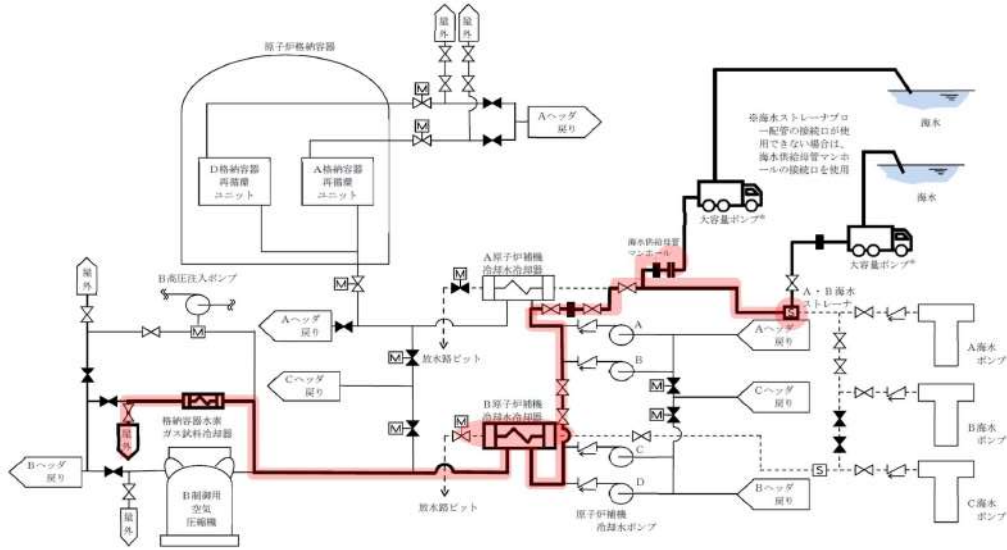 屋外
屋外
原子炉格納容器
M
M
Aヘッダ
戻り
※海水ストレーナブロ
ー配管の接続口が使
用できない場合は、
海水供給母管マンホ
ールの接続口を使用
海水
海水
D格納容器
再循環
ユニット
A格納容器
再循環
ユニット
大容量ポンプ※
大容量ポンプ※
海水供給母管
マンホール
屋外
B高圧注入ポンプ
M
M
A原子炉補機
冷却水冷却器
M
A・B海水
ストレーナ
S
Aヘッダ
戻り
放水路ピット
A
Aヘッダ
戻り
A海水
ポンプ
M
B
Cヘッダ
戻り
M
Cヘッダ
戻り
B原子炉補機
冷却水冷却器
M
M
M
B海水
ポンプ
屋外
格納容器水素
ガス試料冷却器
C
S
Bヘッダ
戻り
B制御用
空気
圧縮機
屋外
放水路ピット
D
原子炉補機
冷却水ポンプ
Bヘッダ
戻り
C海水
ポンプ